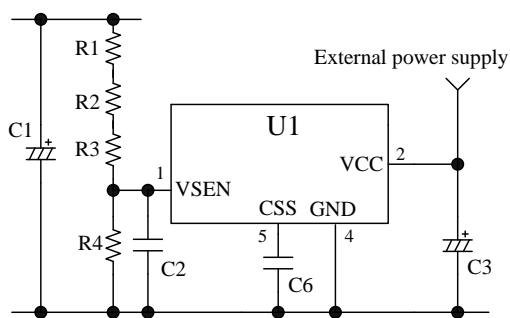 R1
External power supply
R2
U1
C1
+
R3
1
VSEN
VCC
2
CSS
GND
R4
5
4
+
C2
C6
C3